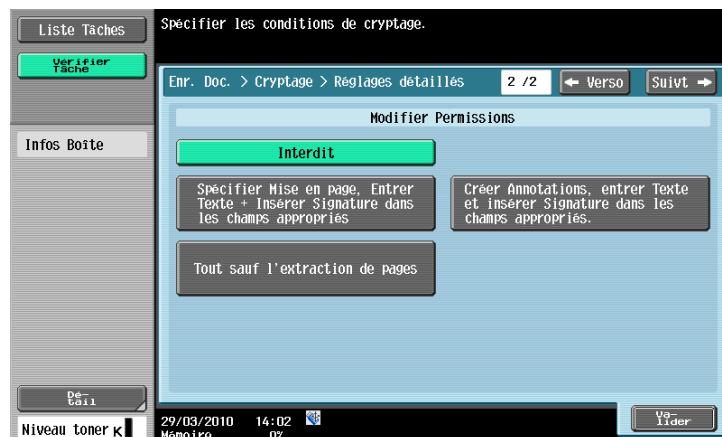 Liste Tâches
Spécifier les conditions de cryptage.
Vérifier
Tâche
Enr. Doc. > Cryptage > Réglages détaillés
2 /2
← Verso
Suivt →
Modifier Permissions
Infos Boîte
Interdit
Spécifier Mise en page, Entrer
Texte + Insérer Signature dans
les champs appropriés
Créer Annotations, entrer Texte
et insérer Signature dans les
champs appropriés.
Tout sauf l'extraction de pages
Dé-
tail
Va-
lider
Niveau toner K
29/03/2010 14:02
Mémoire 0%